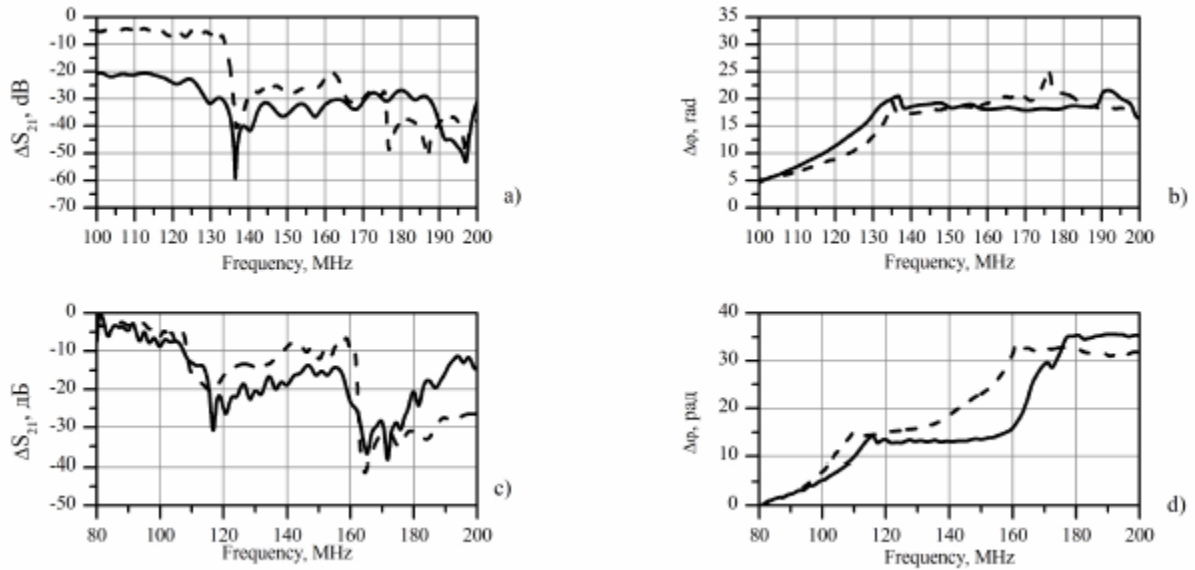 0
-10
-20
-30
-40
-50
-60
-70
ΔS21, dB
100 110 120 130 140 150 160 170 180 190 200
Frequency, MHz
a)
35
30
25
20
15
10
5
0
Δφ, rad
100 110 120 130 140 150 160 170 180 190 200
Frequency, MHz
b)
0
-10
-20
-30
-40
-50
ΔS21, дБ
80 100 120 140 160 180 200
Frequency, MHz
c)
40
30
20
10
0
Δφ, рад
80 100 120 140 160 180 200
Frequency, MHz
d)